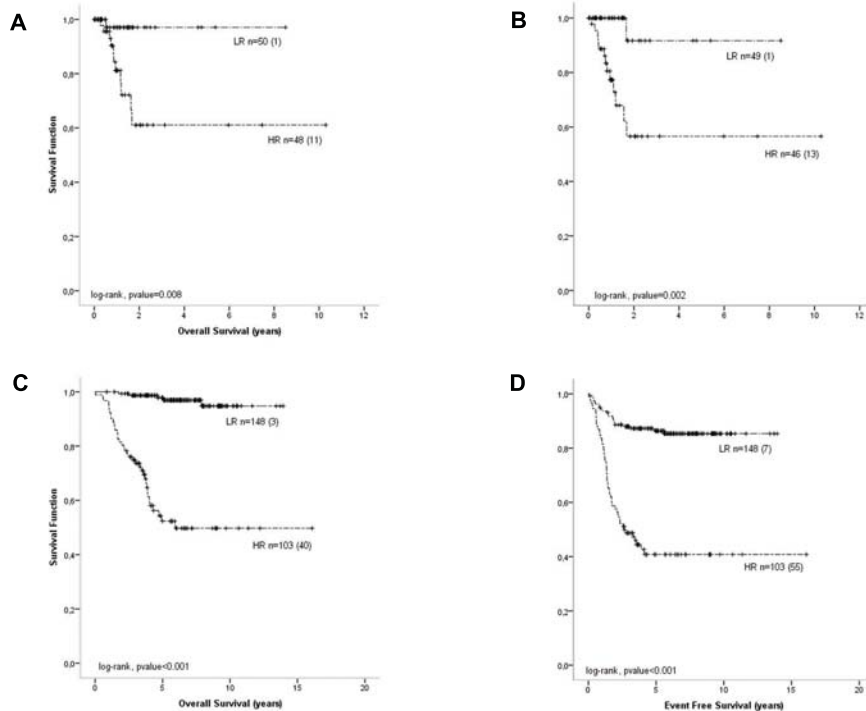 A
1,0
0,8
0,6
0,4
0,2
0,0
Survival Function
LR n=50 (1)
HR n=48 (11)
log-rank, pvalue=0.008
0 2 4 6 8 10 12
Overall Survival (years)
B
1,0
0,8
0,6
0,4
0,2
0,0
LR n=49 (1)
HR n=46 (13)
log-rank, pvalue=0.002
0 2 4 6 8 10 12
C
1,0
0,8
0,6
0,4
0,2
0,0
Survival Function
LR n=148 (3)
HR n=103 (40)
log-rank, pvalue<0.001
0 5 10 15 20
Overall Survival (years)
D
1,0
0,8
0,6
0,4
0,2
0,0
LR n=148 (7)
HR n=103 (55)
log-rank, pvalue<0.001
0 5 10 15 20
Event Free Survival (years)